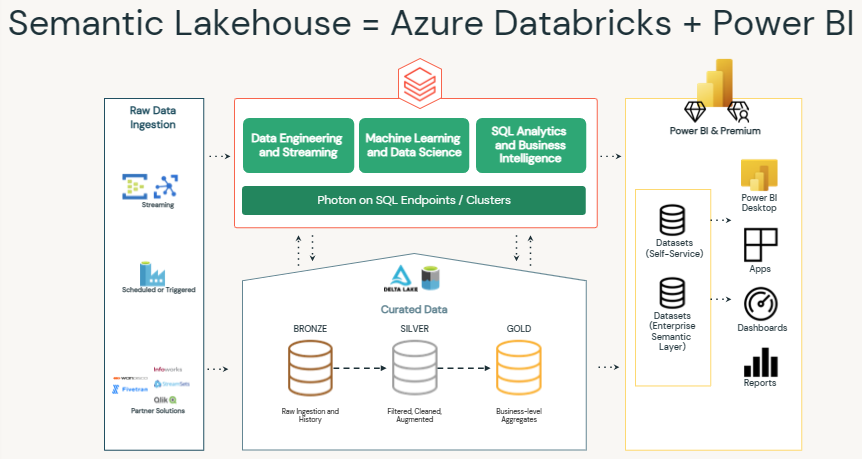 Semantic Lakehouse = Azure Databricks + Power BI
Raw Data
Ingestion
Streaming
Scheduled or Triggered
Infoworks
Fivetran
StreamSets
Qlik
Partner Solutions
Data Engineering
and Streaming
Machine Learning
and Data Science
SQL Analytics
and Business
Intelligence
Photon on SQL Endpoints / Clusters
DELTA LAKE
Curated Data
BRONZE
SILVER
GOLD
Raw Ingestion and
History
Filtered, Cleaned,
Augmented
Business-level
Aggregates
Power BI & Premium
Datasets
(Self-Service)
Datasets
(Enterprise
Semantic
Layer)
Power BI
Desktop
Apps
Dashboards
Reports